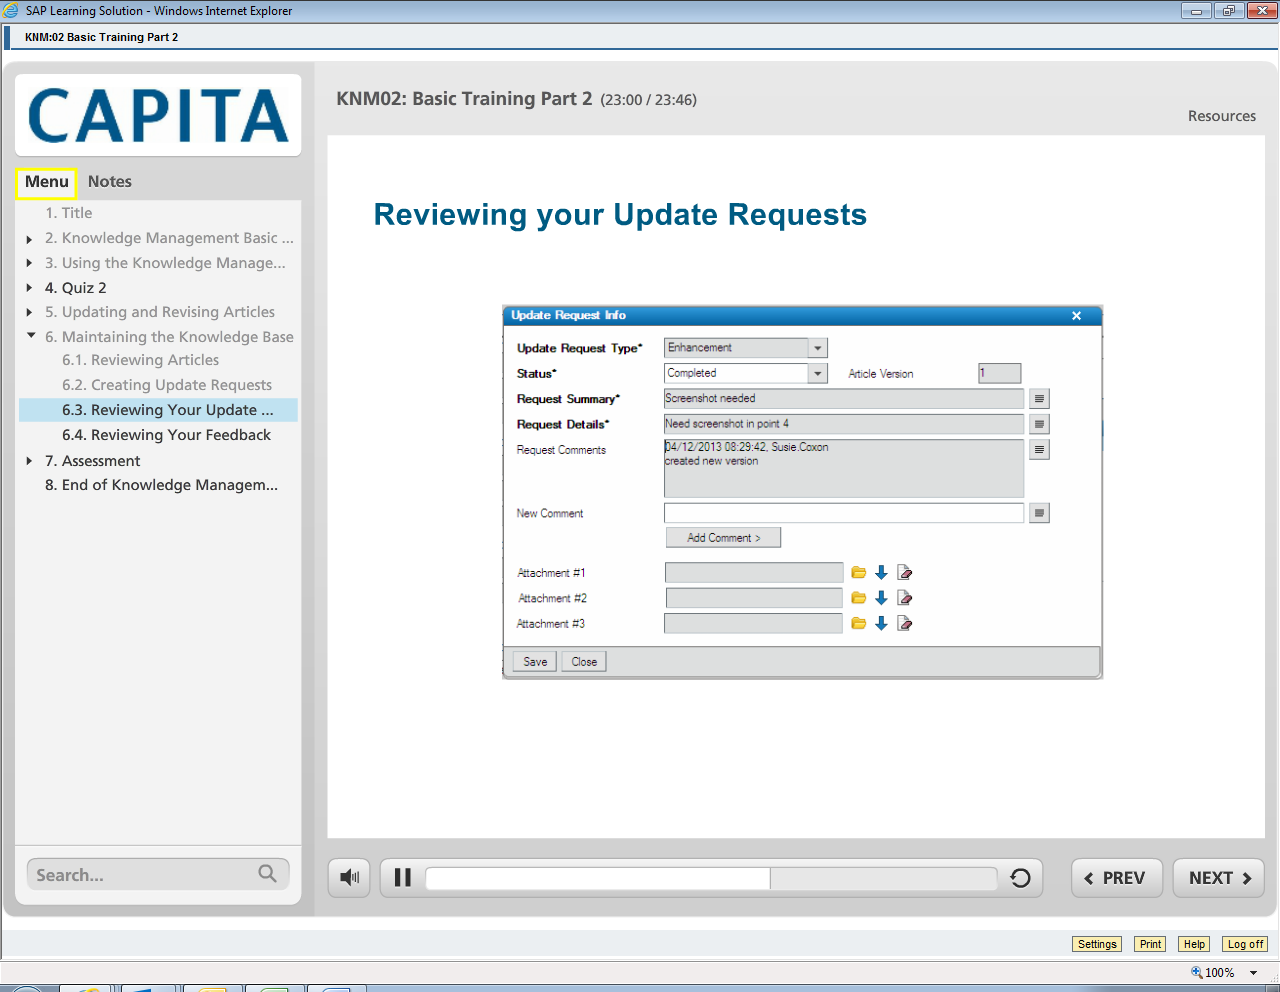 SAP Learning Solution - Windows Internet Explorer
KNM:02 Basic Training Part 2
CAPITA
KNM02: Basic Training Part 2 (23:00 / 23:46)
Resources
Menu Notes
1. Title
2. Knowledge Management Basic ...
3. Using the Knowledge Manage...
4. Quiz 2
5. Updating and Revising Articles
6. Maintaining the Knowledge Base
6.1. Reviewing Articles
6.2. Creating Update Requests
6.3. Reviewing Your Update ...
6.4. Reviewing Your Feedback
7. Assessment
8. End of Knowledge Managem...
Search...
Reviewing your Update Requests
Update Request Info
Update Request Type* Enhancement
Status* Completed Article Version 1
Request Summary* Screenshot needed
Request Details* Need screenshot in point 4
Request Comments 04/12/2013 08:29:42, Susie.Coxon
created new version
New Comment
Add Comment >
Attachment #1
Attachment #2
Attachment #3
Save Close
PREV NEXT
Settings Print Help Log off
100%